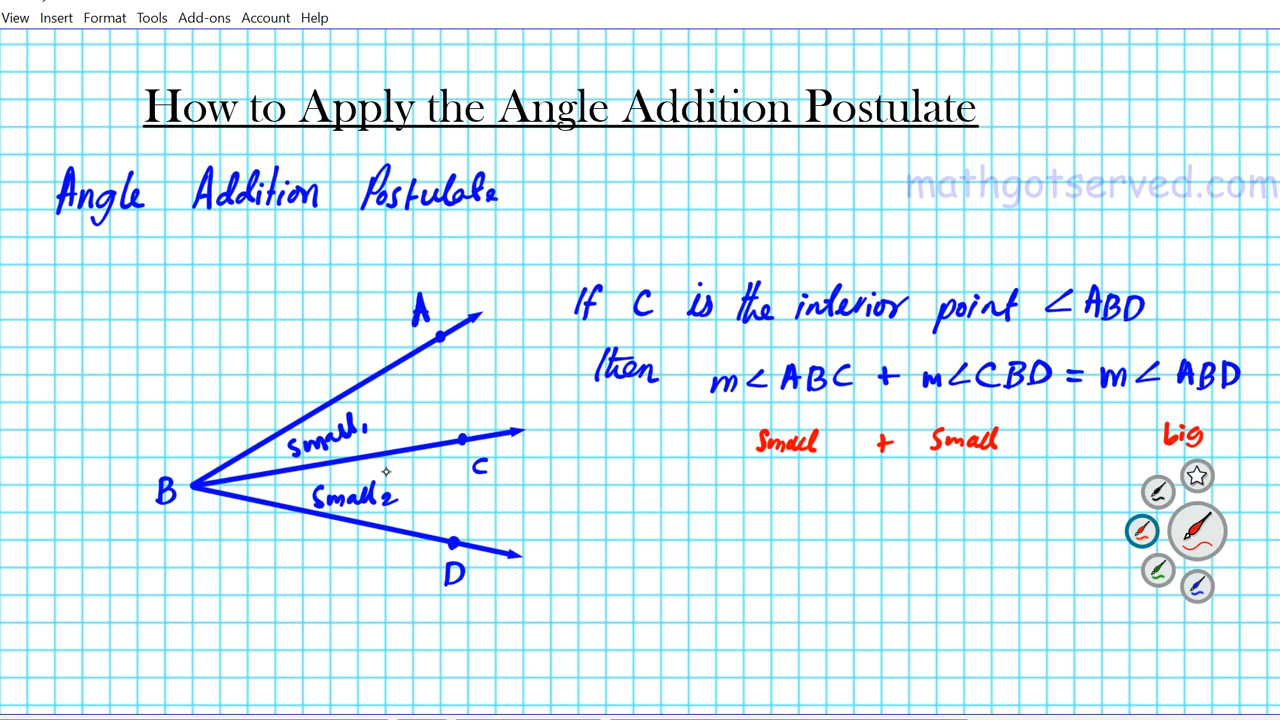 View Insert Format Tools Add-ons Account Help
How to Apply the Angle Addition Postulate
mathgotserved.com
Angle Addition Postulate
If C is the interior point ∠ABD
then m∠ABC + m∠CBD = m∠ABD
small + small big
A
small1
C
B
small2
D